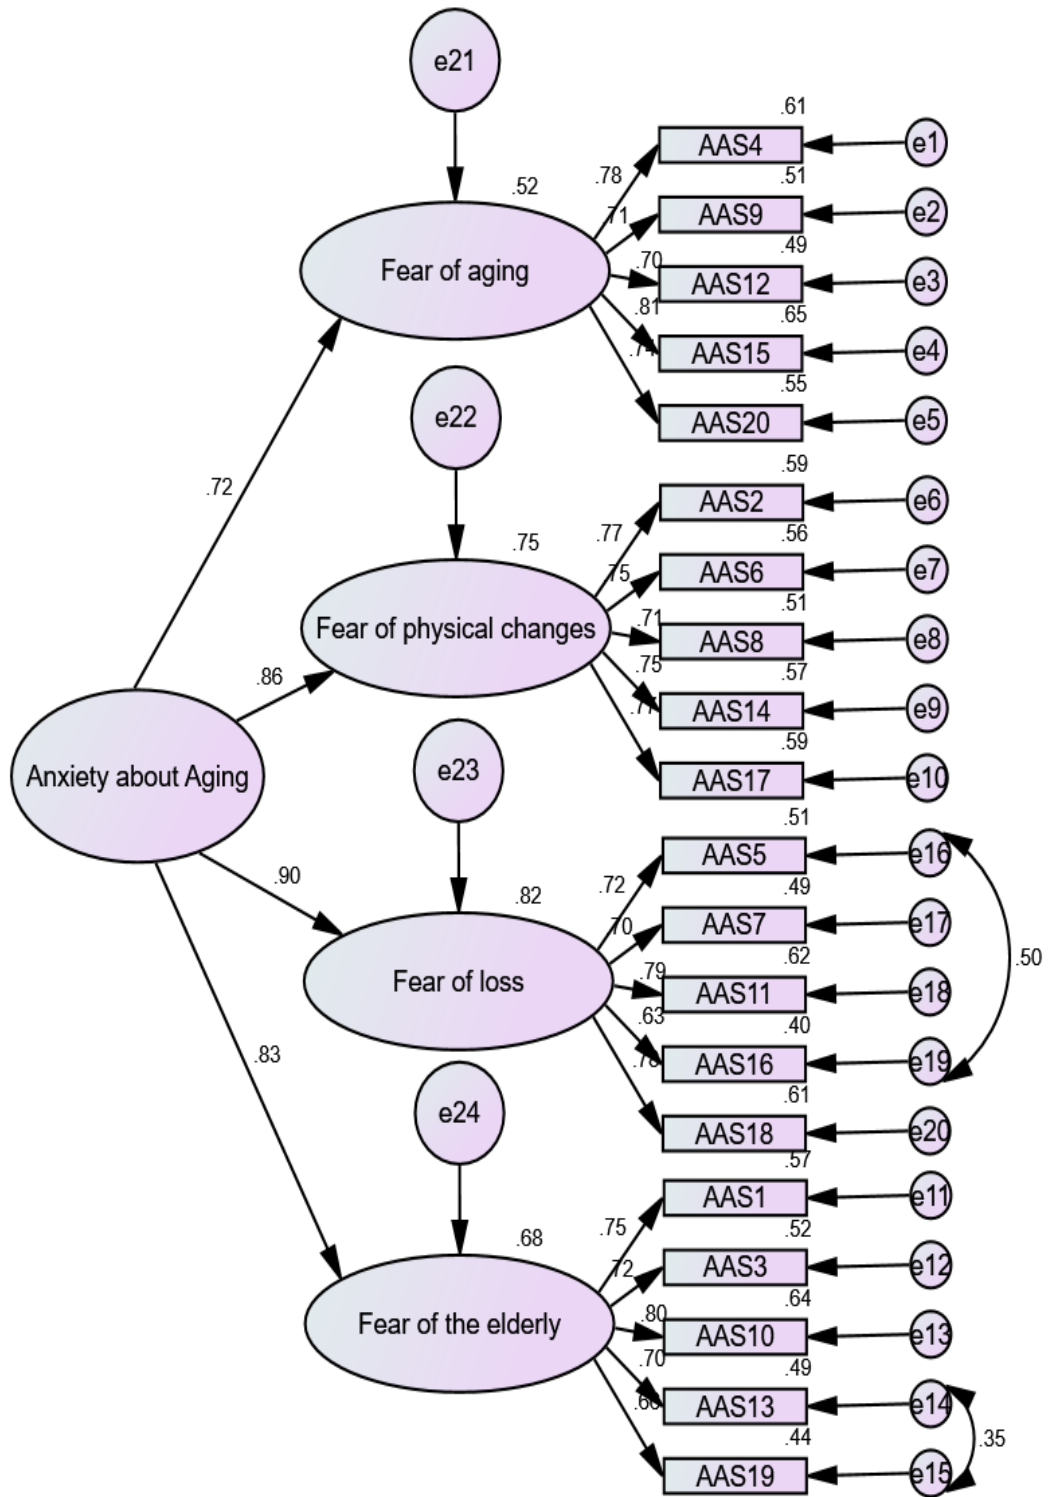 e21
.61
AAS4
e1
.78
.51
.52
AAS9
e2
.71
.49
Fear of aging
.70
AAS12
e3
.81
.65
AAS15
e4
.55
e22
AAS20
e5
.59
.72
AAS2
e6
.77
.56
.75
AAS6
e7
.75
.51
Fear of physical changes
.71
AAS8
e8
.75
.57
.86
AAS14
e9
.77
.59
Anxiety about Aging
e23
AAS17
e10
.51
AAS5
e16
.90
.72
.49
.82
AAS7
e17
.70
.62
.50
Fear of loss
.79
AAS11
e18
.63
.40
.83
AAS16
e19
.78
.61
e24
AAS18
e20
.57
AAS1
e11
.75
.52
.68
AAS3
e12
.72
.64
Fear of the elderly
.80
AAS10
e13
.70
.49
AAS13
e14
.44
.35
AAS19
e15